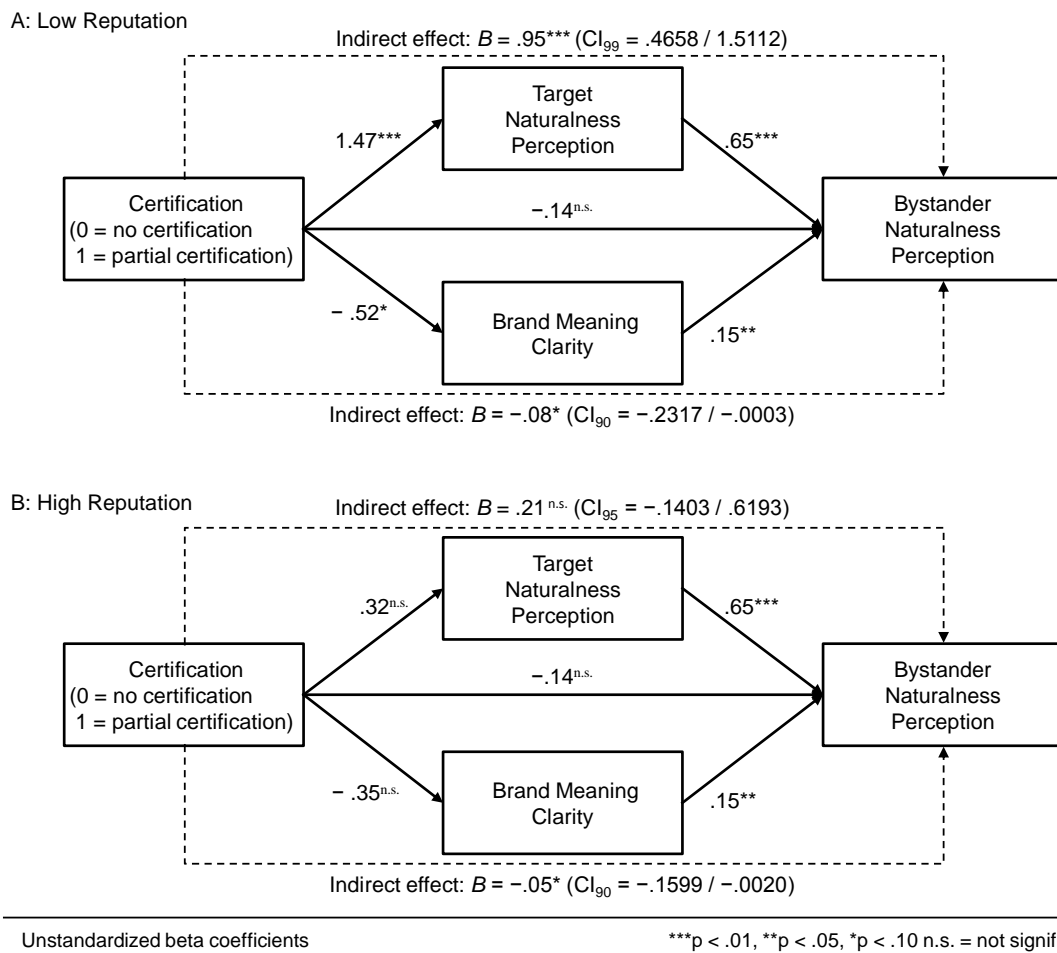 A: Low Reputation
Indirect effect: B = .95*** (CI99 = .4658 / 1.5112)
Target
Naturalness
Perception
1.47***
.65***
Certification
(0 = no certification
1 = partial certification)
−.14n.s.
Bystander
Naturalness
Perception
− .52*
Brand Meaning
Clarity
.15**
Indirect effect: B = −.08* (CI90 = −.2317 / −.0003)
B: High Reputation
Indirect effect: B = .21 n.s. (CI95 = −.1403 / .6193)
Target
Naturalness
Perception
.32n.s.
.65***
Certification
(0 = no certification
1 = partial certification)
−.14n.s.
Bystander
Naturalness
Perception
− .35n.s.
Brand Meaning
Clarity
.15**
Indirect effect: B = −.05* (CI90 = −.1599 / −.0020)
Unstandardized beta coefficients
***p < .01, **p < .05, *p < .10 n.s. = not signif